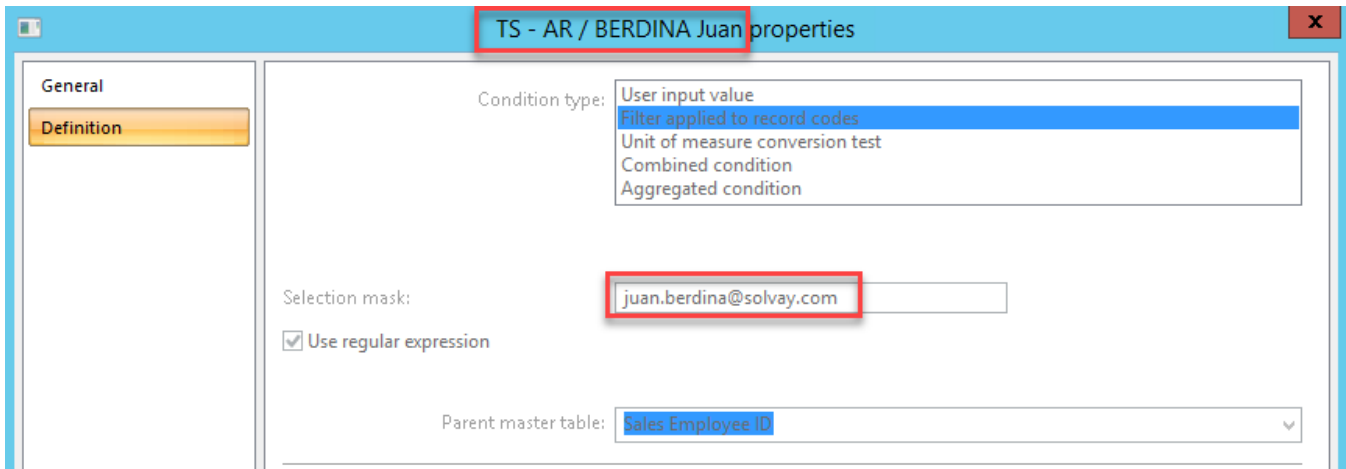 TS - AR / BERDINA Juan properties
x
General
Definition
Condition type:
User input value
Filter applied to record codes
Unit of measure conversion test
Combined condition
Aggregated condition
Selection mask:
juan.berdina@solvay.com
Use regular expression
Parent master table:
Sales Employee ID